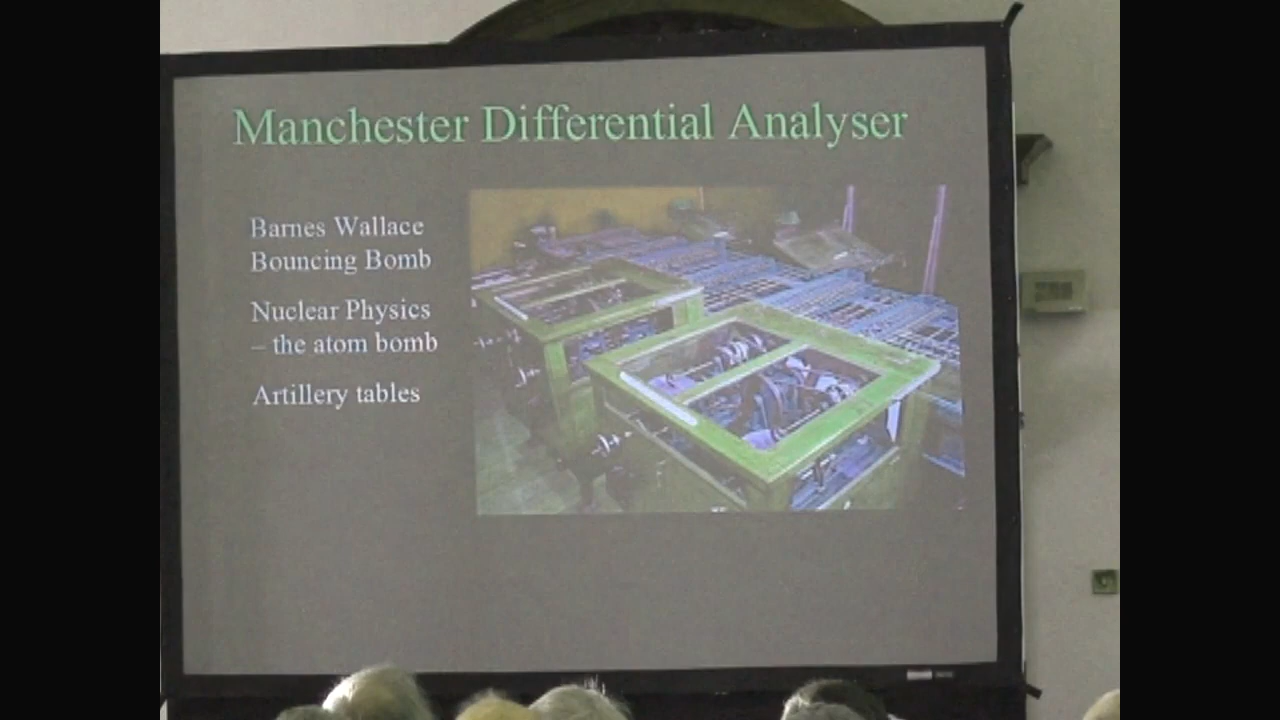 Manchester Differential Analyser
Barnes Wallace
Bouncing Bomb
Nuclear Physics
– the atom bomb
Artillery tables